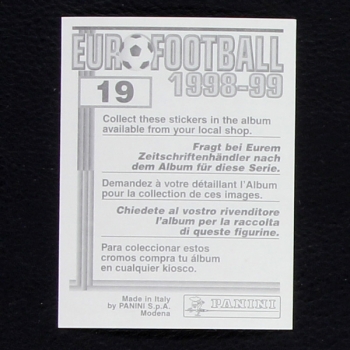 EUROFOOTBALL
19
1998-99
Collect these stickers in the album
available from your local shop.
Fragt bei Eurem
Zeitschriftenhändler nach
dem Album für diese Serie.
Demandez à votre détaillant l'Album
pour la collection de ces images.
Chiedete al vostro rivenditore
l'album per la raccolta
di queste figurine.
Para coleccionar estos
cromos compra tu álbum
en cualquier kiosco.
Made in Italy
by PANINI S.p.A.
Modena
PANINI